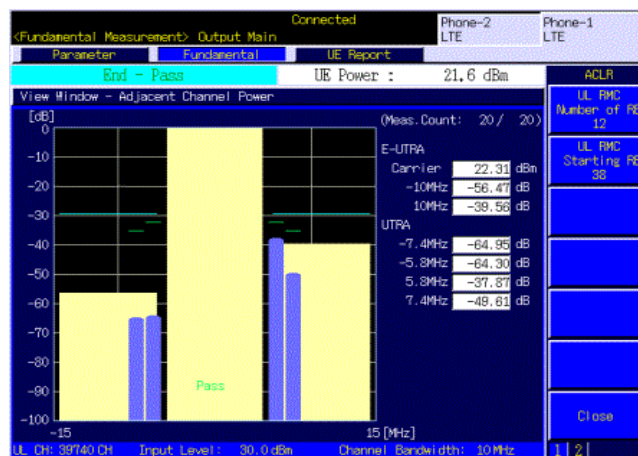 Connected
<Fundamental Measurement> Output Main
Phone-2
LTE
Phone-1
LTE
Parameter
Fundamental
UE Report
End - Pass
UE Power :
21.6 dBm
ACLR
View Window - Adjacent Channel Power
UL RMC
Number of RB
12
[dB]
(Meas.Count: 20/ 20)
0
-10
-20
-30
-40
-50
-60
-70
-80
-90
-100
E-UTRA
Carrier 22.31 dBm
-10MHz -56.47 dB
10MHz -39.56 dB
UTRA
-7.4MHz -64.95 dB
-5.8MHz -64.30 dB
5.8MHz -37.87 dB
7.4MHz -49.61 dB
UL RMC
Starting RB
38
Pass
-15
15 [MHz]
Close
UL CH: 39740 CH Input Level: 30.0 dBm Channel Bandwidth: 10 MHz
1 2